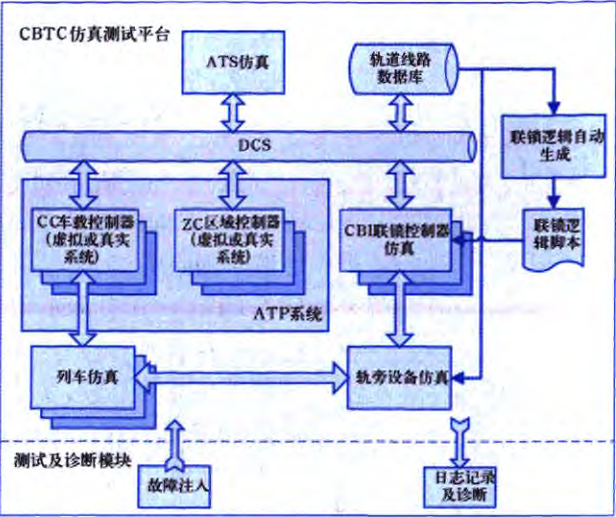 CBTC仿真测试平台
ATS仿真
轨道线路
数据库
DCS
联锁逻辑自动
生成
CC车载控制器
(虚拟或真实
系统)
ZC区域控制器
(虚拟或真实
系统)
CBI联锁控制器
仿真
联锁逻
辑脚本
ATP系统
列车仿真
轨旁设备仿真
测试及诊断模块
故障注入
日志记录
及诊断